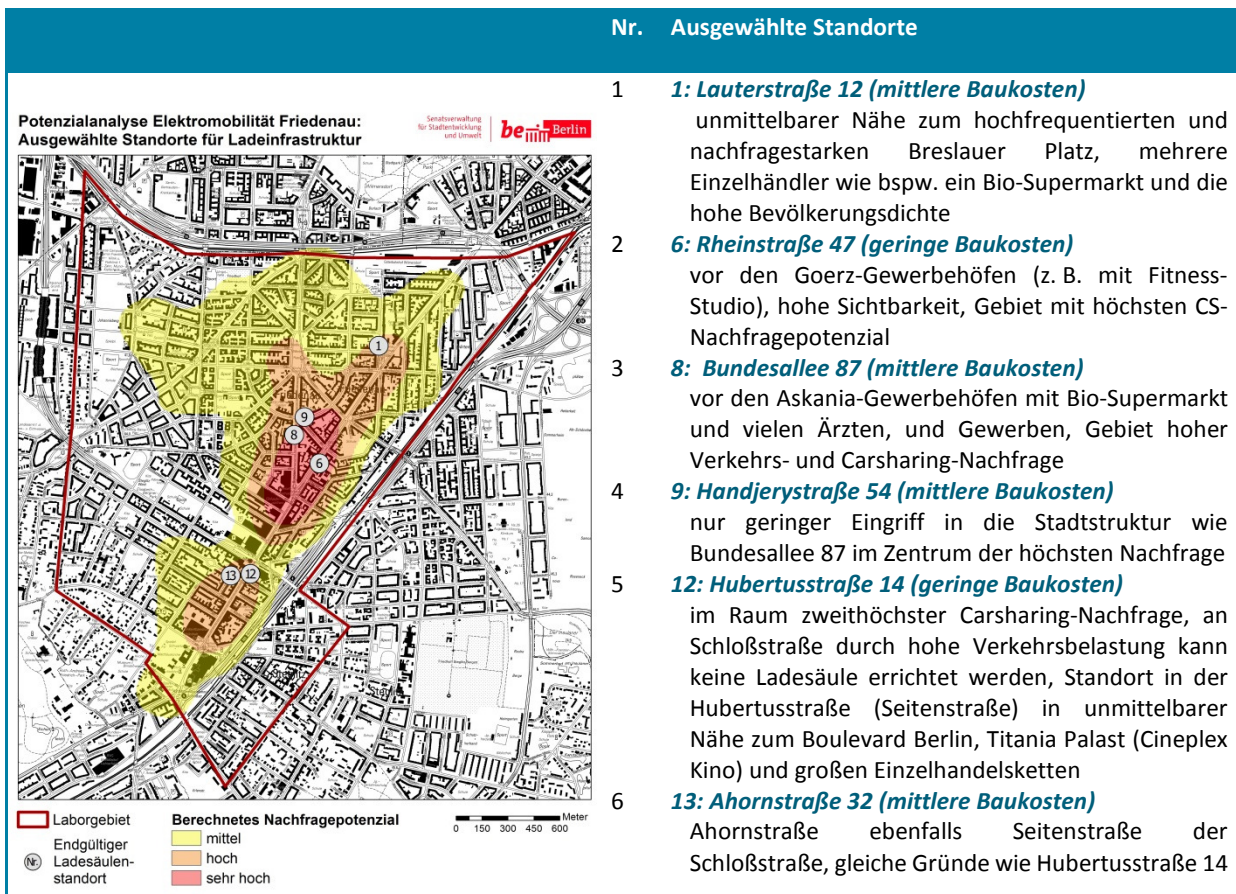 Nr. Ausgewählte Standorte
Potenzialanalyse Elektromobilität Friedenau:
Ausgewählte Standorte für Ladeinfrastruktur
Senatsverwaltung
für Stadtentwicklung
und Umwelt
be Berlin
1
9
8
6
13 12
Laborgebiet
Endgültiger
Nr. Ladesäulen-
standort
Berechnetes Nachfragepotenzial
mittel
hoch
sehr hoch
Meter
0 150 300 450 600
1 1: Lauterstraße 12 (mittlere Baukosten)
unmittelbarer Nähe zum hochfrequentierten und
nachfragestarken Breslauer Platz, mehrere
Einzelhändler wie bspw. ein Bio-Supermarkt und die
hohe Bevölkerungsdichte
2 6: Rheinstraße 47 (geringe Baukosten)
vor den Goerz-Gewerbehöfen (z. B. mit Fitness-
Studio), hohe Sichtbarkeit, Gebiet mit höchsten CS-
Nachfragepotenzial
3 8: Bundesallee 87 (mittlere Baukosten)
vor den Askania-Gewerbehöfen mit Bio-Supermarkt
und vielen Ärzten, und Gewerben, Gebiet hoher
Verkehrs- und Carsharing-Nachfrage
4 9: Handjerystraße 54 (mittlere Baukosten)
nur geringer Eingriff in die Stadtstruktur wie
Bundesallee 87 im Zentrum der höchsten Nachfrage
5 12: Hubertusstraße 14 (geringe Baukosten)
im Raum zweithöchster Carsharing-Nachfrage, an
Schloßstraße durch hohe Verkehrsbelastung kann
keine Ladesäule errichtet werden, Standort in der
Hubertusstraße (Seitenstraße) in unmittelbarer
Nähe zum Boulevard Berlin, Titania Palast (Cineplex
Kino) und großen Einzelhandelsketten
6 13: Ahornstraße 32 (mittlere Baukosten)
Ahornstraße ebenfalls Seitenstraße der
Schloßstraße, gleiche Gründe wie Hubertusstraße 14